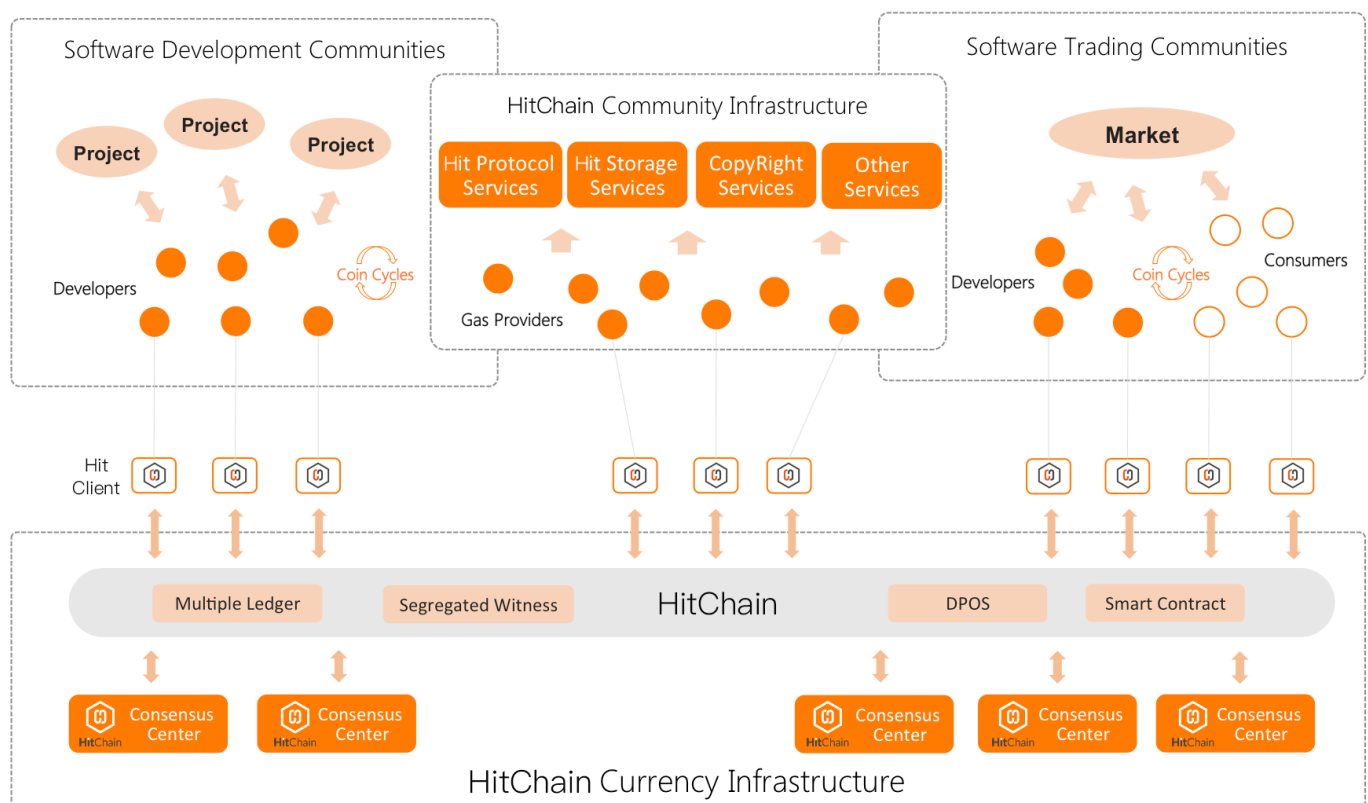 Software Development Communities
Project
Project
Project
Developers
Coin Cycles
HitChain Community Infrastructure
Hit Protocol
Services
Hit Storage
Services
CopyRight
Services
Other
Services
Gas Providers
Software Trading Communities
Market
Developers
Coin Cycles
Consumers
Hit
Client
Multiple Ledger
Segregated Witness
HitChain
DPOS
Smart Contract
HitChain
Consensus
Center
HitChain
Consensus
Center
HitChain
Consensus
Center
HitChain
Consensus
Center
HitChain
Consensus
Center
HitChain Currency Infrastructure